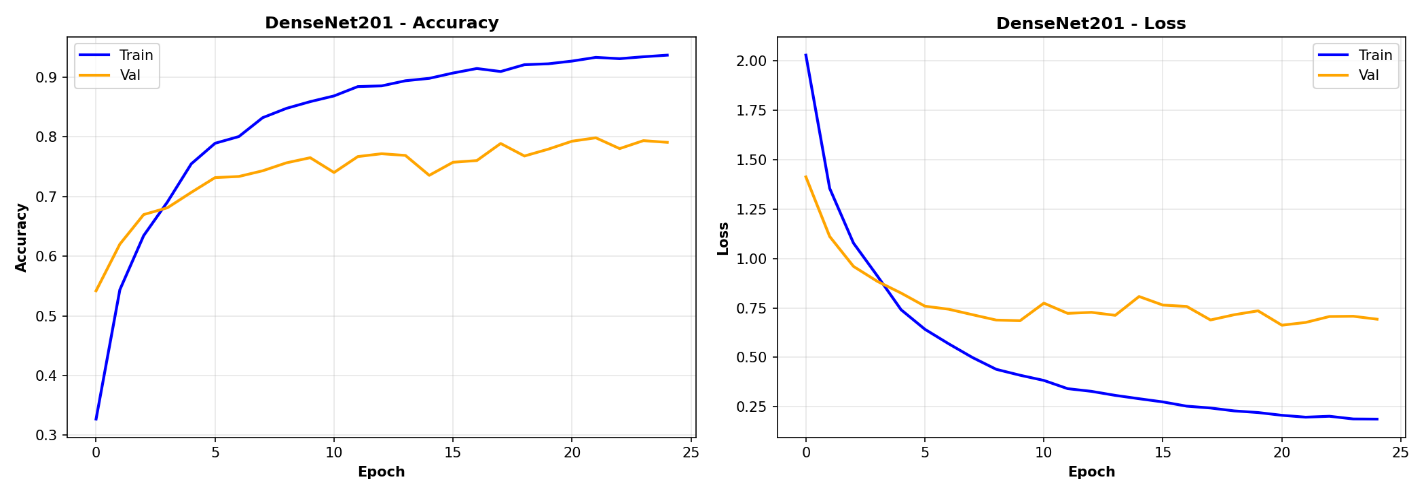 DenseNet201 - Accuracy
Train
Val
0.9
0.8
0.7
0.6
0.5
0.4
0.3
Accuracy
0 5 10 15 20 25
Epoch
DenseNet201 - Loss
Train
Val
2.00
1.75
1.50
1.25
1.00
0.75
0.50
0.25
Loss
0 5 10 15 20 25
Epoch